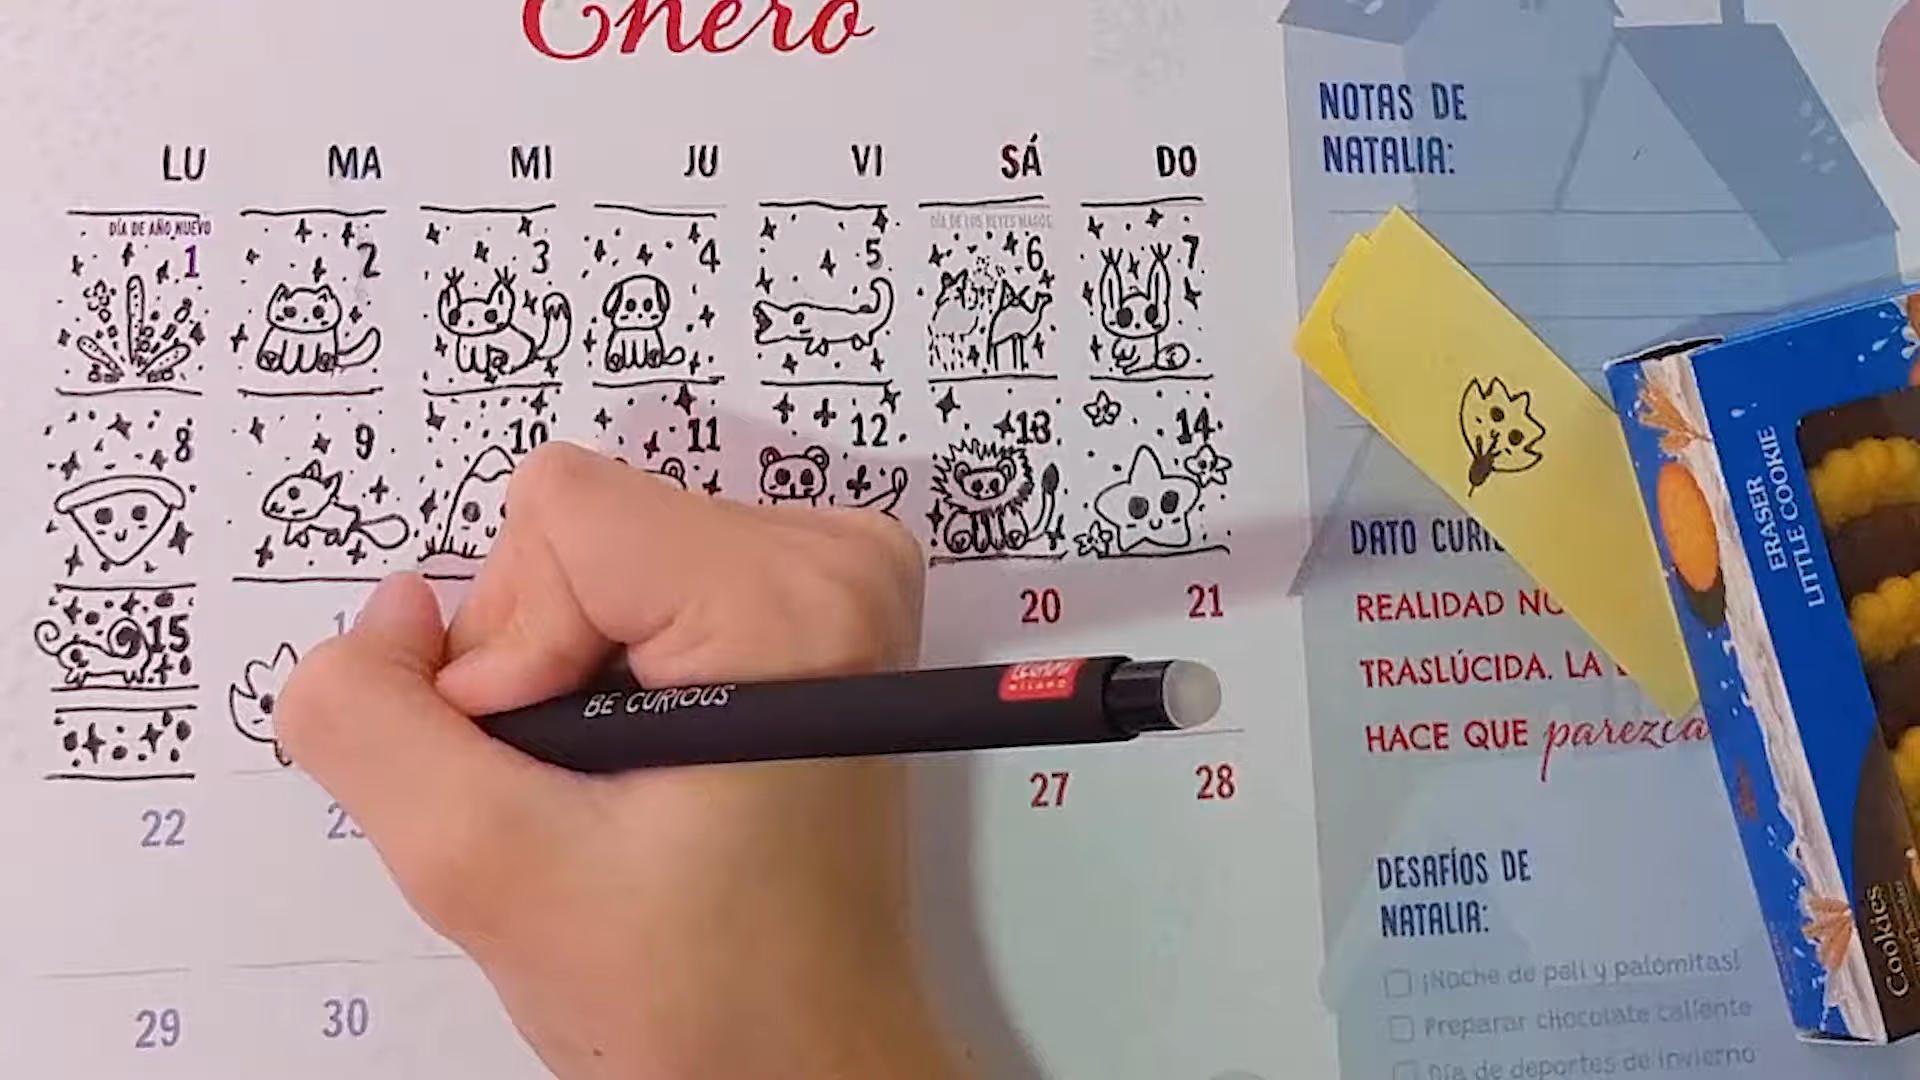 Enero
LU MA MI JU VI SÁ DO
DÍA DE AÑO NUEVO
DÍA DE LOS REYES MAGOS
1 2 3 4 5 6 7
8 9 10 11 12 13 14
15 20 21
22 27 28
29 30
BE CURIOUS
LEGAMI
MILANO
NOTAS DE
NATALIA:
DATO
REALIDAD
TRASLÚCIDA. LA
HACE QUE parezca
DESAFÍOS DE
NATALIA:
¡Noche de peli y palomitas!
Preparar chocolate caliente
Día de deportes de invierno
ERASER
LITTLE COOKIE
Cookies